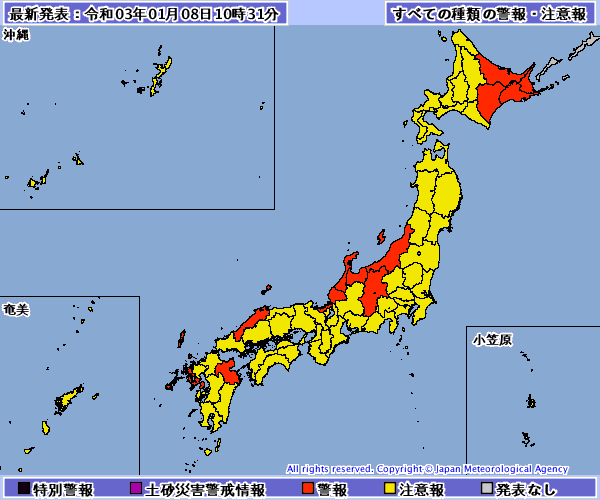 最新発表：令和03年01月08日10時31分
すべての種類の警報・注意報
沖縄
奄美
小笠原
All rights reserved. Copyright © Japan Meteorological Agency
特別警報
土砂災害警戒情報
警報
注意報
発表なし